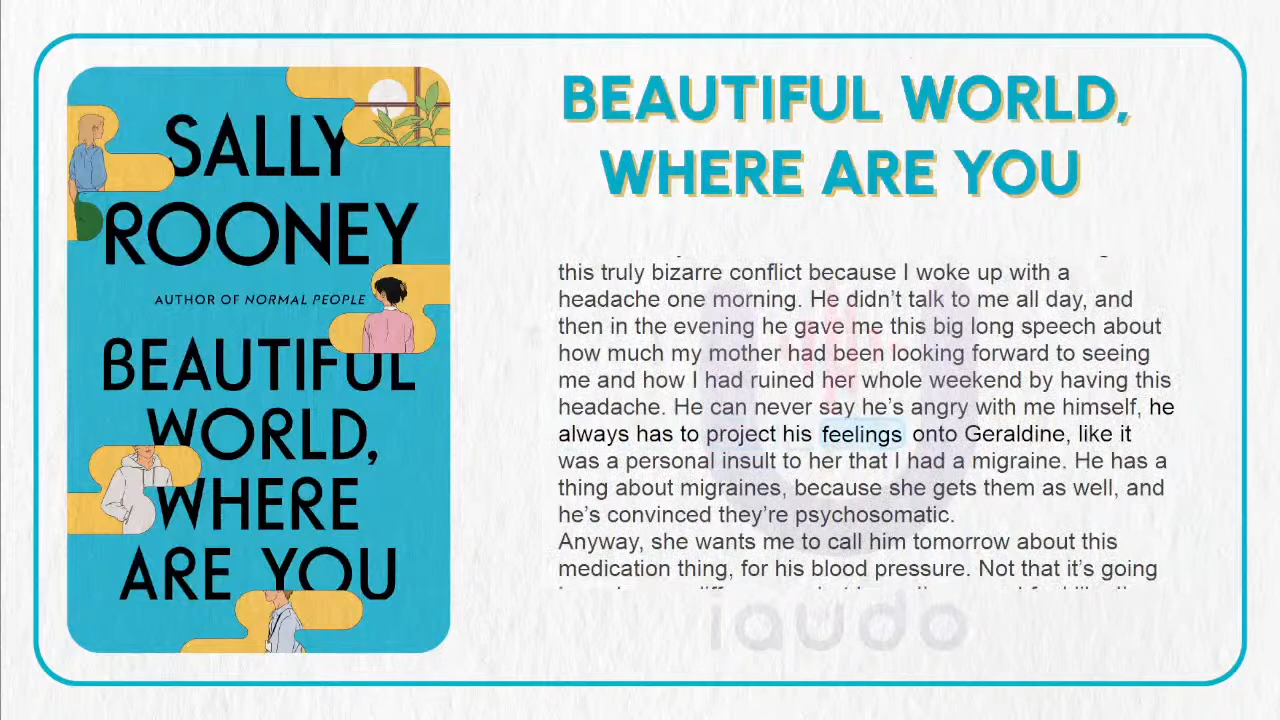 SALLY
ROONEY
AUTHOR OF NORMAL PEOPLE
BEAUTIFUL
WORLD,
WHERE
ARE YOU
BEAUTIFUL WORLD,
WHERE ARE YOU
this truly bizarre conflict because I woke up with a
headache one morning. He didn’t talk to me all day, and
then in the evening he gave me this big long speech about
how much my mother had been looking forward to seeing
me and how I had ruined her whole weekend by having this
headache. He can never say he’s angry with me himself, he
always has to project his feelings onto Geraldine, like it
was a personal insult to her that I had a migraine. He has a
thing about migraines, because she gets them as well, and
he’s convinced they’re psychosomatic.
Anyway, she wants me to call him tomorrow about this
medication thing, for his blood pressure. Not that it’s going
iaudo